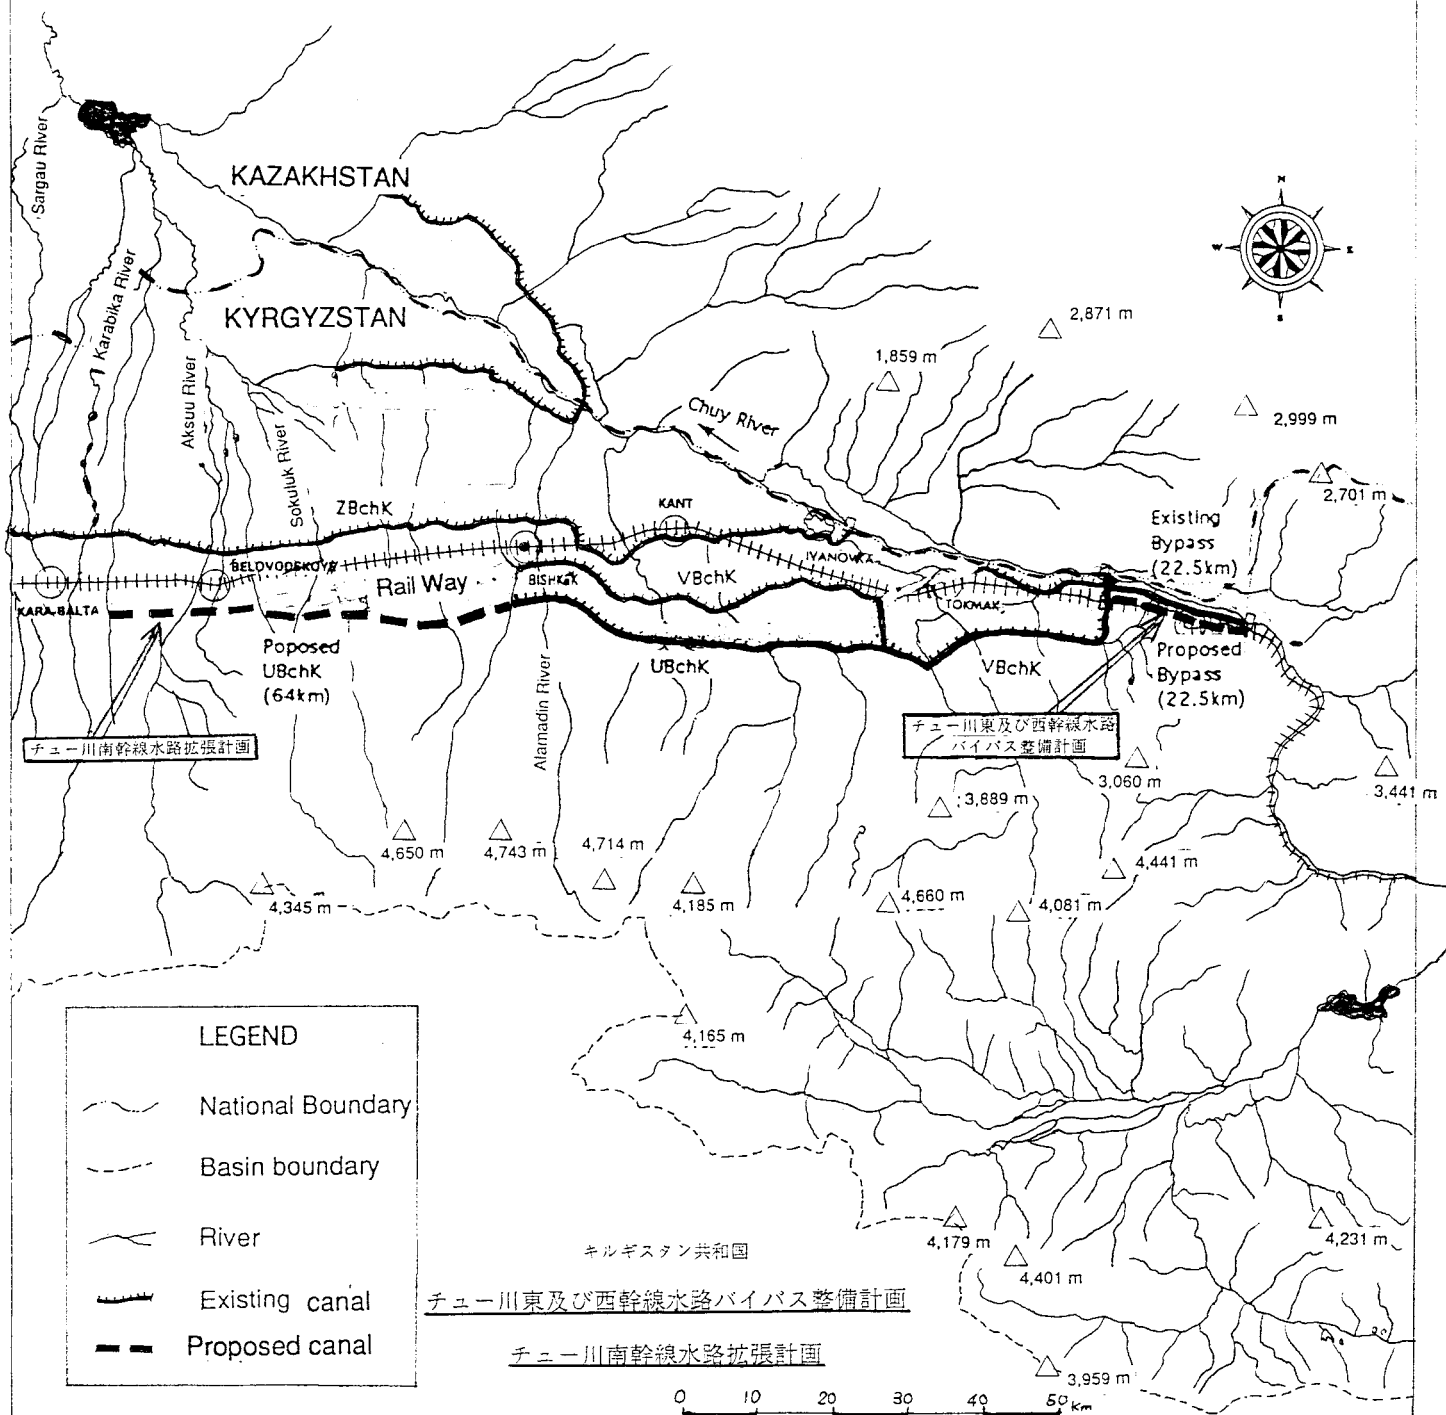 Sargau River
KAZAKHSTAN
Karabika River
KYRGYZSTAN
Aksuu River
Sokuluk River
N
W
E
S
2,871 m
1,859 m
2,999 m
Chuy River
2,701 m
ZBchK
KANT
Existing
Bypass
(22.5km)
IVANOWKA
BELOVODSKOYE
Rail Way
BISHKEK
VBchK
TOKMAK
KARA BALTA
Poposed
UBchK
(64km)
UBchK
VBchK
Proposed
Bypass
(22.5km)
Alamadin River
チュー川南幹線水路拡張計画
チュー川東及び西幹線水路
バイパス整備計画
3,060 m
3,441 m
3,889 m
4,650 m
4,743 m
4,714 m
4,441 m
4,345 m
4,185 m
4,660 m
4,081 m
4,165 m
LEGEND
National Boundary
Basin boundary
River
Existing canal
Proposed canal
4,179 m
4,231 m
4,401 m
3,959 m
キルギスタン共和国
チュー川東及び西幹線水路バイパス整備計画
チュー川南幹線水路拡張計画
0 10 20 30 40 50 km